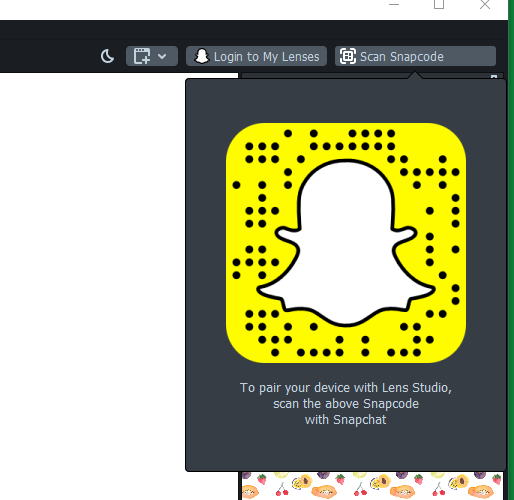 Login to My Lenses
Scan Snapcode
To pair your device with Lens Studio,
scan the above Snapcode
with Snapchat